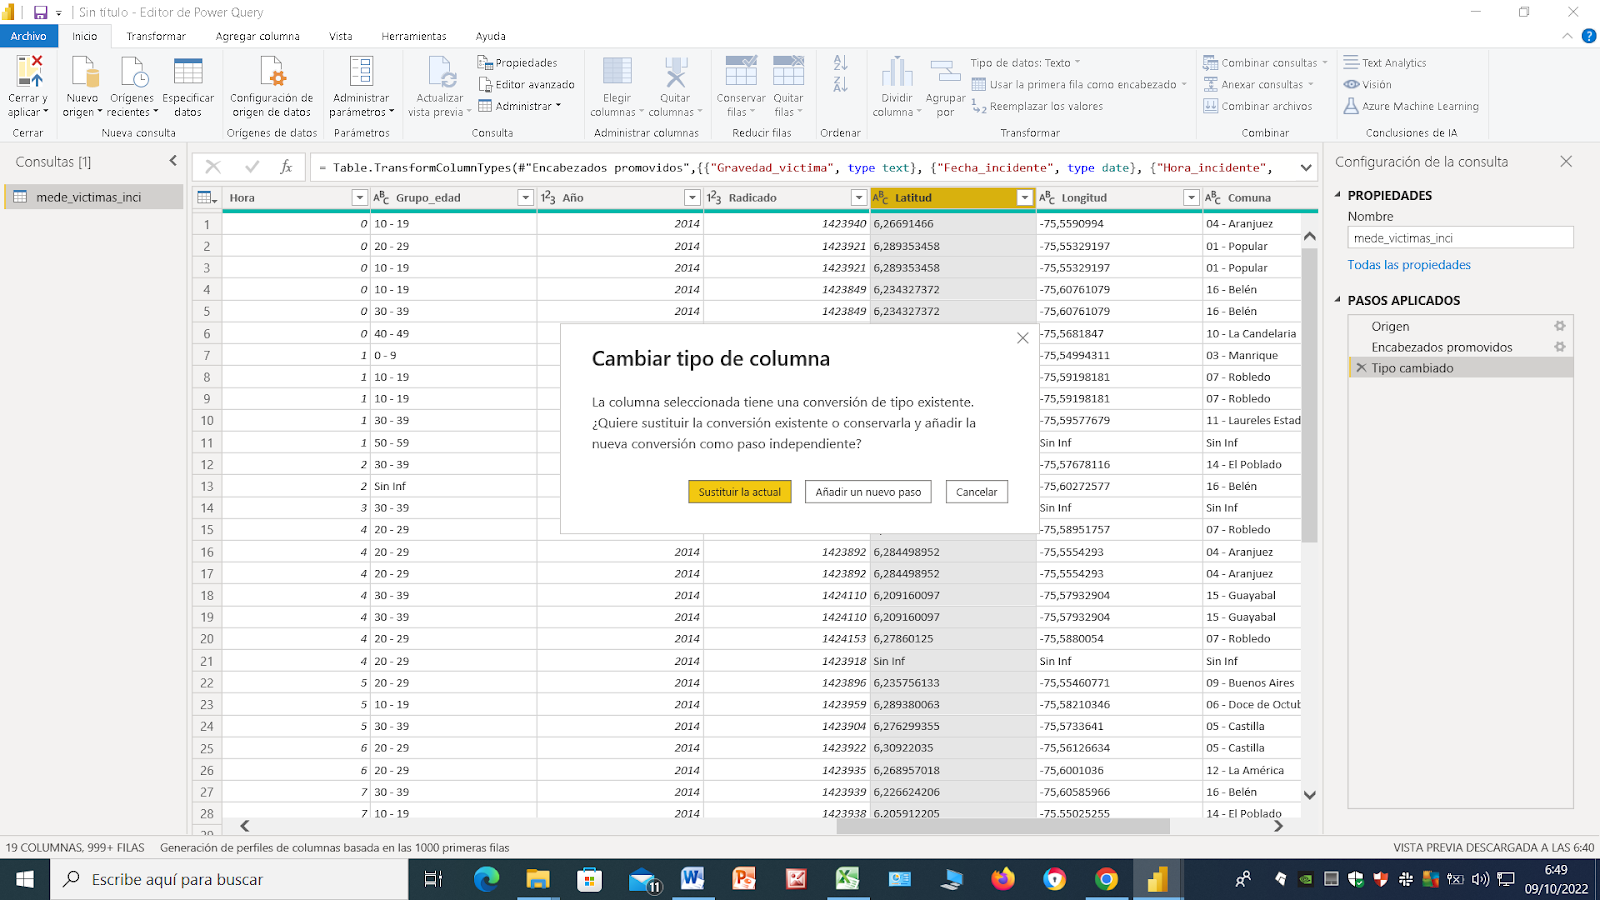 Sin título - Editor de Power Query
Archivo Inicio Transformar Agregar columna Vista Herramientas Ayuda
Cerrar y aplicar
Cerrar
Nuevo origen
Orígenes recientes
Especificar datos
Nueva consulta
Configuración de origen de datos
Orígenes de datos
Administrar parámetros
Parámetros
Actualizar vista previa
Propiedades
Editor avanzado
Administrar
Consulta
Elegir columnas
Quitar columnas
Administrar columnas
Conservar filas
Quitar filas
Reducir filas
Ordenar
Dividir columna
Agrupar por
Tipo de datos: Texto
Usar la primera fila como encabezado
Reemplazar los valores
Transformar
Combinar consultas
Anexar consultas
Combinar archivos
Combinar
Text Analytics
Visión
Azure Machine Learning
Conclusiones de IA
Consultas [1]
mede_victimas_inci
= Table.TransformColumnTypes(#"Encabezados promovidos",{{"Gravedad_victima", type text}, {"Fecha_incidente", type date}, {"Hora_incidente",
Hora ABC Grupo_edad 123 Año 123 Radicado ABC Latitud ABC Longitud ABC Comuna
1 0 10 - 19 2014 1423940 6,26691466 -75,5590994 04 - Aranjuez
2 0 20 - 29 2014 1423921 6,289353458 -75,55329197 01 - Popular
3 0 10 - 19 2014 1423921 6,289353458 -75,55329197 01 - Popular
4 0 10 - 19 2014 1423849 6,234327372 -75,60761079 16 - Belén
5 0 30 - 39 2014 1423849 6,234327372 -75,60761079 16 - Belén
6 0 40 - 49 -75,5681847 10 - La Candelaria
7 1 0 - 9 -75,54994311 03 - Manrique
8 1 10 - 19 -75,59198181 07 - Robledo
9 1 10 - 19 -75,59198181 07 - Robledo
10 1 30 - 39 -75,59577679 11 - Laureles Estad
11 1 50 - 59 Sin Inf Sin Inf
12 2 30 - 39 -75,57678116 14 - El Poblado
13 2 Sin Inf -75,60272577 16 - Belén
14 3 30 - 39 Sin Inf Sin Inf
15 4 20 - 29 -75,58951757 07 - Robledo
16 4 20 - 29 2014 1423892 6,284498952 -75,5554293 04 - Aranjuez
17 4 20 - 29 2014 1423892 6,284498952 -75,5554293 04 - Aranjuez
18 4 30 - 39 2014 1424110 6,209160097 -75,57932904 15 - Guayabal
19 4 30 - 39 2014 1424110 6,209160097 -75,57932904 15 - Guayabal
20 4 20 - 29 2014 1424153 6,27860125 -75,5880054 07 - Robledo
21 4 20 - 29 2014 1423918 Sin Inf Sin Inf Sin Inf
22 5 20 - 29 2014 1423896 6,235756133 -75,55460771 09 - Buenos Aires
23 5 10 - 19 2014 1423959 6,289380063 -75,58210346 06 - Doce de Octub
24 5 30 - 39 2014 1423904 6,276299355 -75,5733641 05 - Castilla
25 6 20 - 29 2014 1423922 6,30922035 -75,56126634 05 - Castilla
26 6 20 - 29 2014 1423935 6,268957018 -75,6001036 12 - La América
27 7 30 - 39 2014 1423939 6,226624206 -75,60585966 16 - Belén
28 7 10 - 19 2014 1423938 6,205912205 -75,55025255 14 - El Poblado
29
Cambiar tipo de columna
La columna seleccionada tiene una conversión de tipo existente.
¿Quiere sustituir la conversión existente o conservarla y añadir la
nueva conversión como paso independiente?
Sustituir la actual Añadir un nuevo paso Cancelar
Configuración de la consulta
PROPIEDADES
Nombre
mede_victimas_inci
Todas las propiedades
PASOS APLICADOS
Origen
Encabezados promovidos
Tipo cambiado
19 COLUMNAS, 999+ FILAS Generación de perfiles de columnas basada en las 1000 primeras filas VISTA PREVIA DESCARGADA A LAS 6:40
Escribe aquí para buscar
11
6:49
09/10/2022